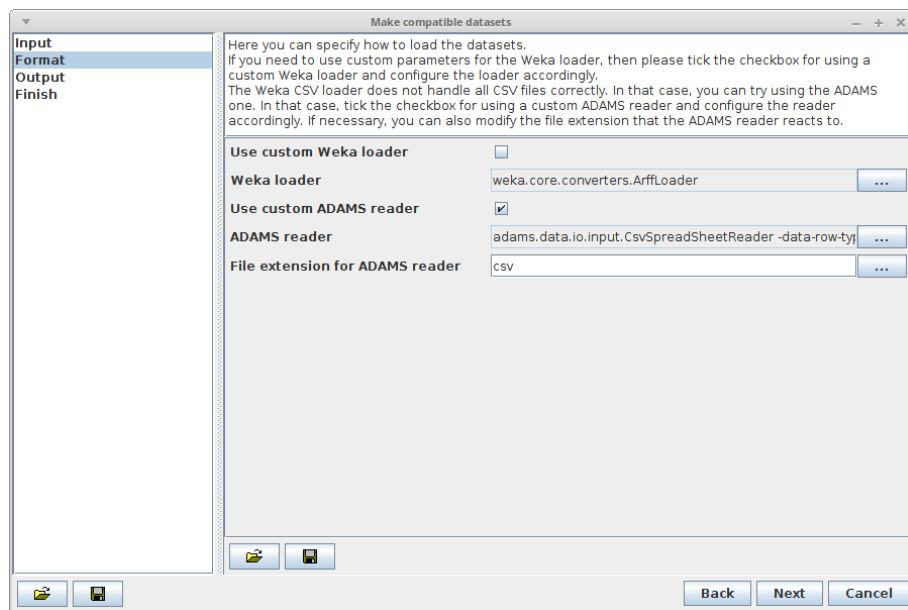 Make compatible datasets
Input
Format
Output
Finish
Here you can specify how to load the datasets.
If you need to use custom parameters for the Weka loader, then please tick the checkbox for using a
custom Weka loader and configure the loader accordingly.
The Weka CSV loader does not handle all CSV files correctly. In that case, you can try using the ADAMS
one. In that case, tick the checkbox for using a custom ADAMS reader and configure the reader
accordingly. If necessary, you can also modify the file extension that the ADAMS reader reacts to.
Use custom Weka loader
Weka loader weka.core.converters.ArffLoader ...
Use custom ADAMS reader
ADAMS reader adams.data.io.input.CsvSpreadSheetReader -data-row-typ ...
File extension for ADAMS reader csv ...
Back Next Cancel